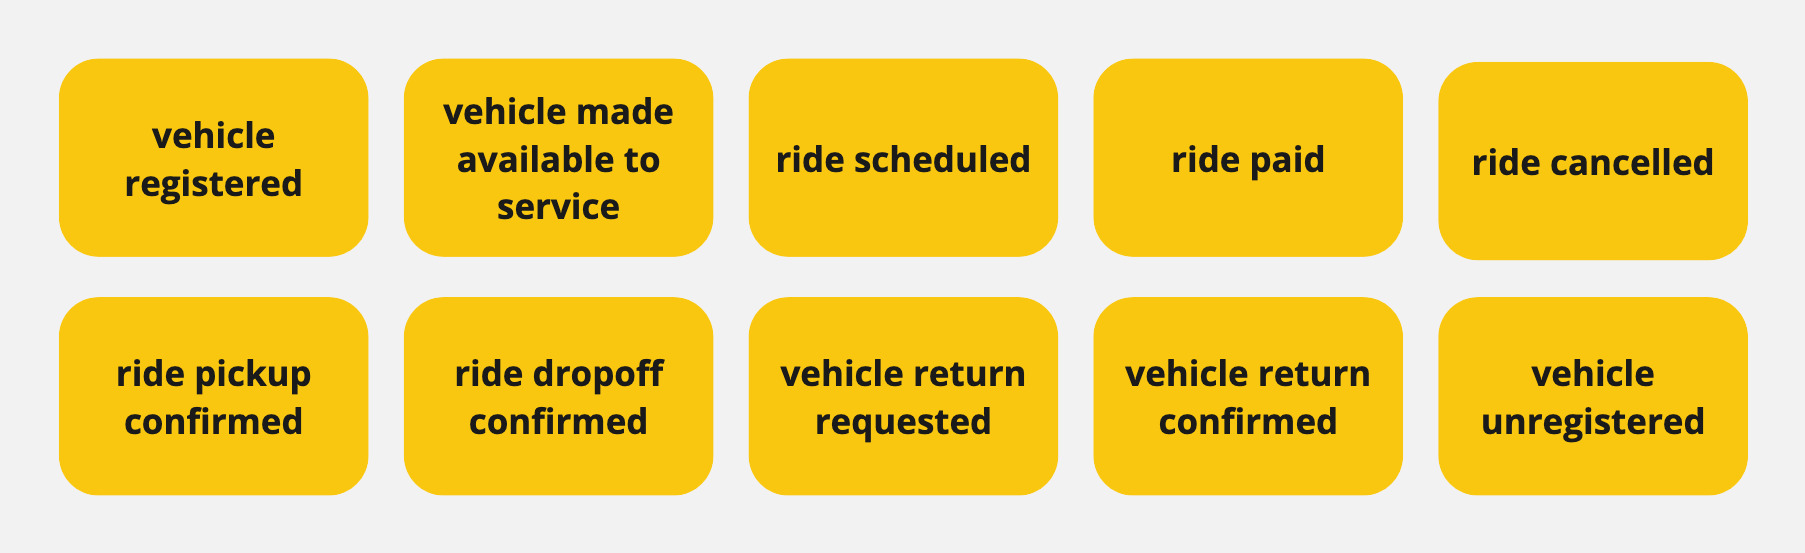 vehicle
registered
vehicle made
available to
service
ride scheduled
ride paid
ride cancelled
ride pickup
confirmed
ride dropoff
confirmed
vehicle return
requested
vehicle return
confirmed
vehicle
unregistered